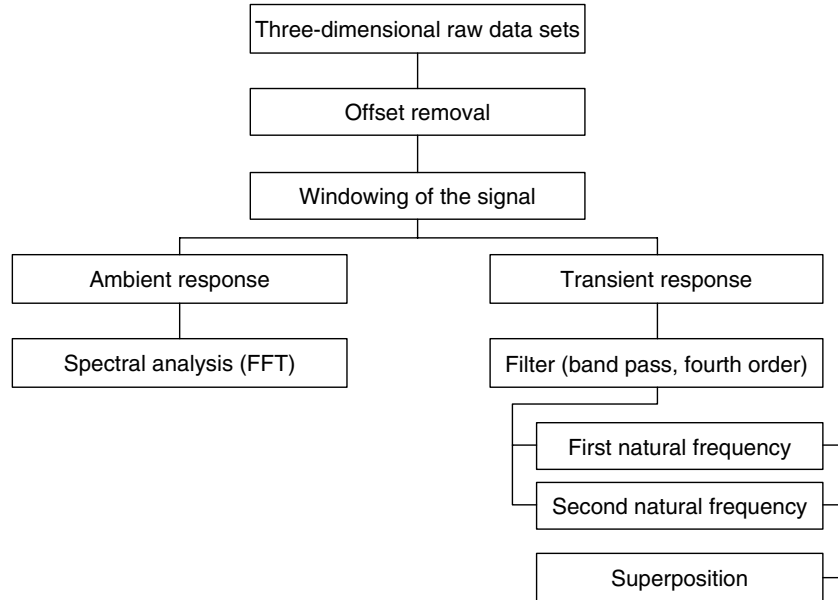 Three-dimensional raw data sets
Offset removal
Windowing of the signal
Ambient response
Transient response
Spectral analysis (FFT)
Filter (band pass, fourth order)
First natural frequency
Second natural frequency
Superposition